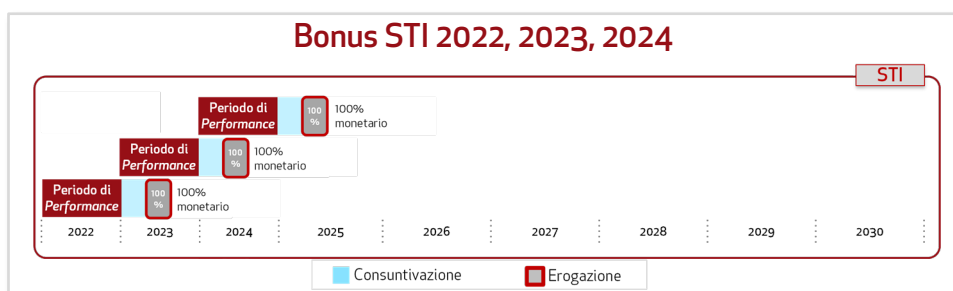 Bonus STI 2022, 2023, 2024
STI
Periodo di
Performance
100
%
100%
monetario
Periodo di
Performance
100
%
100%
monetario
Periodo di
Performance
100
%
100%
monetario
2022 2023 2024 2025 2026 2027 2028 2029 2030
Consuntivazione Erogazione